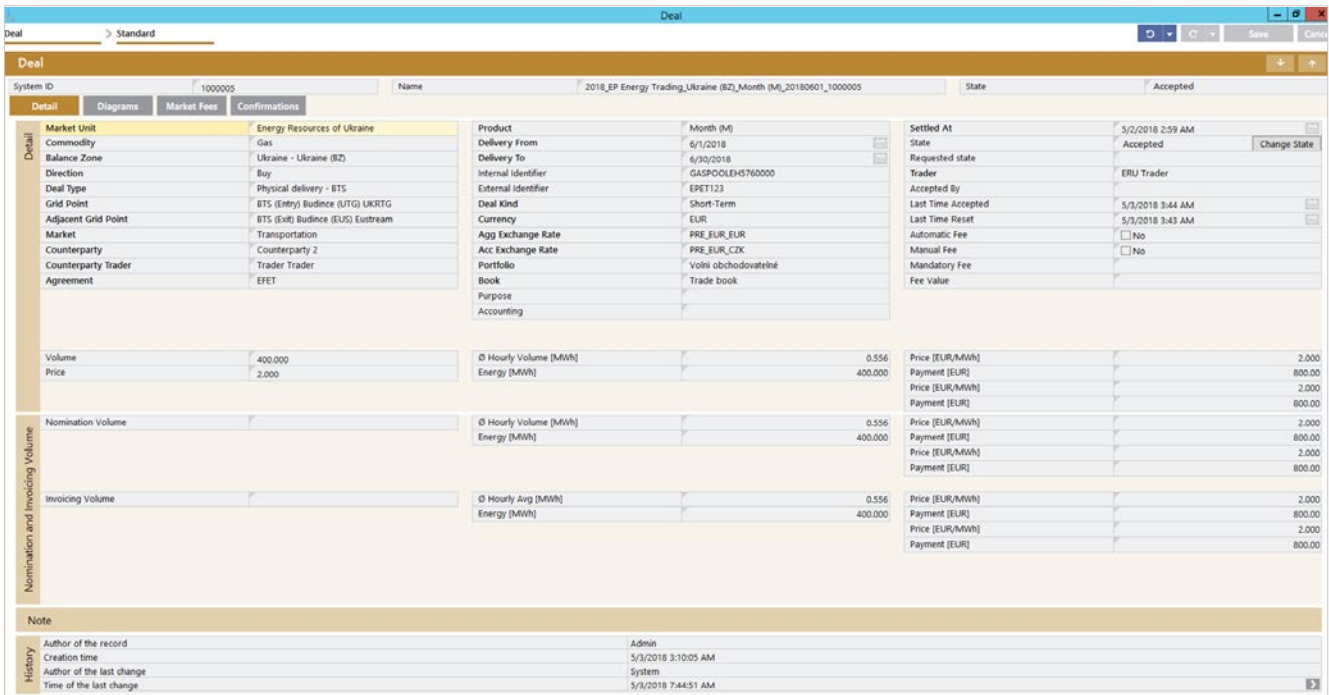 Deal
Deal > Standard Save
Deal
System ID 1000005 Name 2018_EP Energy Trading_Ukraine (BZ)_Month (M)_20180601_1000005 State Accepted
Detail Diagrams Market Fees Confirmations
Detail
Market Unit Energy Resources of Ukraine Product Month (M) Settled At 5/2/2018 2:59 AM
Commodity Gas Delivery From 6/1/2018 State Accepted Change State
Balance Zone Ukraine - Ukraine (BZ) Delivery To 6/30/2018 Requested state
Direction Buy Internal Identifier GASPOOLEH5760000 Trader ERU Trader
Deal Type Physical delivery - BTS External Identifier EPET123 Accepted By
Grid Point BTS (Entry) Budince (UTG) UKRTG Deal Kind Short-Term Last Time Accepted 5/3/2018 3:44 AM
Adjacent Grid Point BTS (Exit) Budince (EUS) Eustream Currency EUR Last Time Reset 5/3/2018 3:43 AM
Market Transportation Agg Exchange Rate PRE_EUR_EUR Automatic Fee No
Counterparty Counterparty 2 Acc Exchange Rate PRE_EUR_CZK Manual Fee No
Counterparty Trader Trader Trader Portfolio Volni obchodovatelné Mandatory Fee
Agreement EFET Book Trade book Fee Value
Purpose
Accounting
Volume 400.000 Ø Hourly Volume [MWh] 0.556 Price [EUR/MWh] 2.000
Price 2.000 Energy [MWh] 400.000 Payment [EUR] 800.00
Price [EUR/MWh] 2.000
Payment [EUR] 800.00
Nomination and Invoicing Volume
Nomination Volume Ø Hourly Volume [MWh] 0.556 Price [EUR/MWh] 2.000
Energy [MWh] 400.000 Payment [EUR] 800.00
Price [EUR/MWh] 2.000
Payment [EUR] 800.00
Invoicing Volume Ø Hourly Avg [MWh] 0.556 Price [EUR/MWh] 2.000
Energy [MWh] 400.000 Payment [EUR] 800.00
Price [EUR/MWh] 2.000
Payment [EUR] 800.00
Note
History
Author of the record Admin
Creation time 5/3/2018 3:10:05 AM
Author of the last change System
Time of the last change 5/3/2018 7:44:51 AM